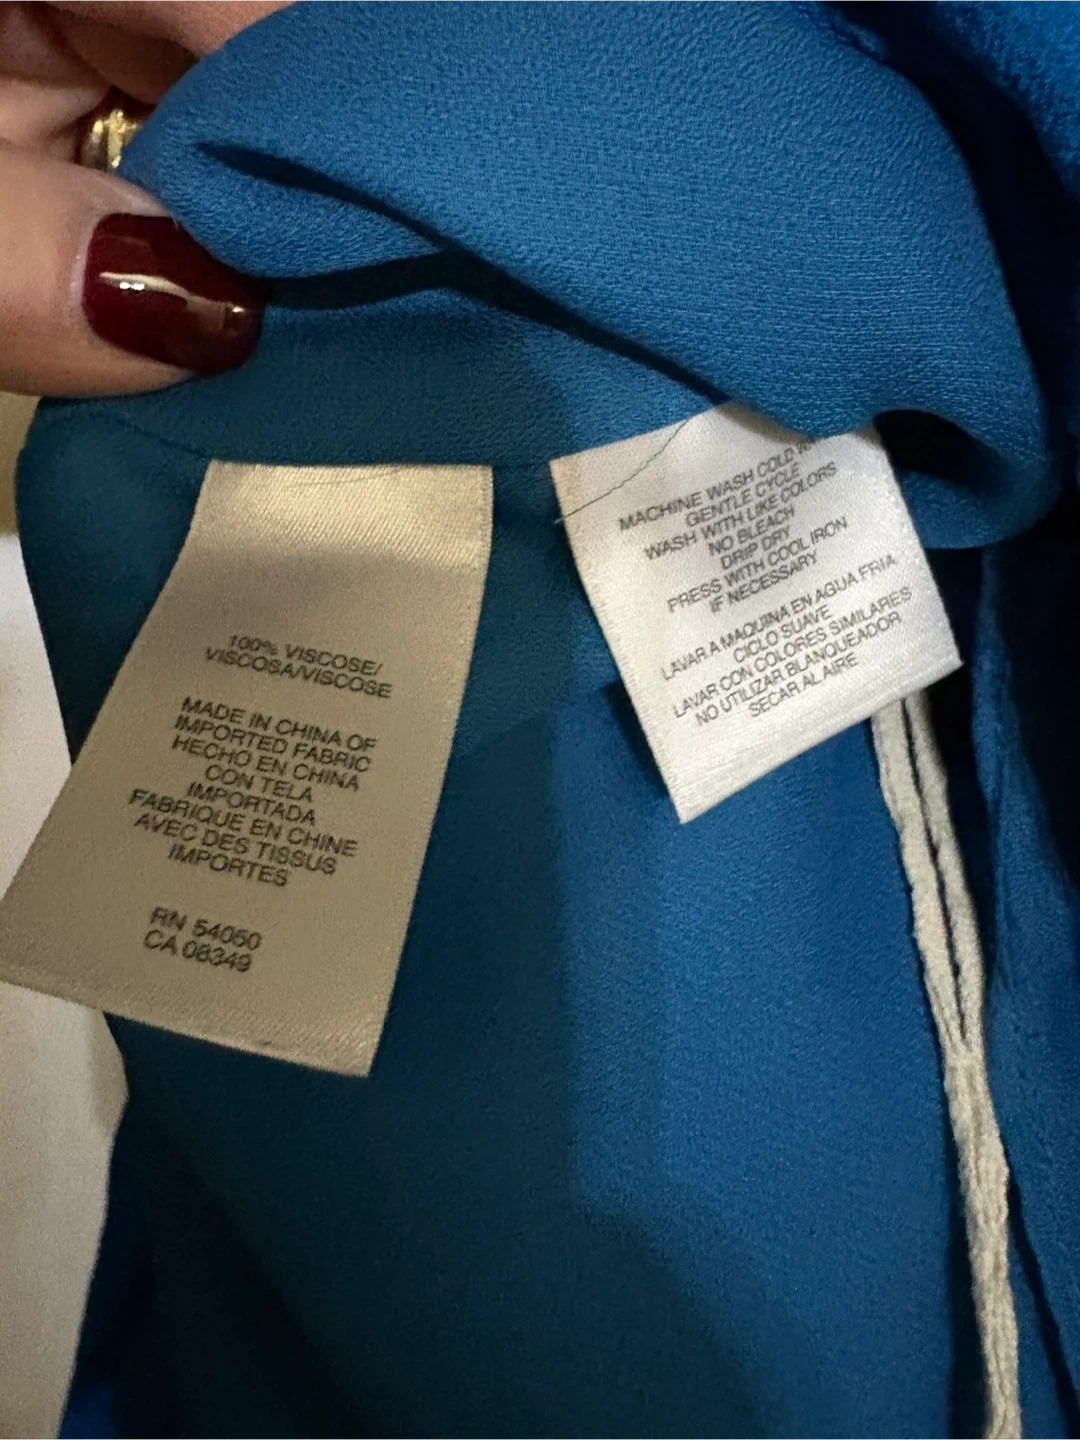 100% VISCOSE/
VISCOSA/VISCOSE
MADE IN CHINA OF
IMPORTED FABRIC
HECHO EN CHINA
CON TELA
IMPORTADA
FABRIQUE EN CHINE
AVEC DES TISSUS
IMPORTES
RN 54050
CA 08349
MACHINE WASH COLD
GENTLE CYCLE
WASH WITH LIKE COLORS
NO BLEACH
DRIP DRY
PRESS WITH COOL IRON
IF NECESSARY
LAVAR A MAQUINA EN AGUA FRIA
CICLO SUAVE
LAVAR CON COLORES SIMILARES
NO UTILIZAR BLANQUEADOR
SECAR AL AIRE